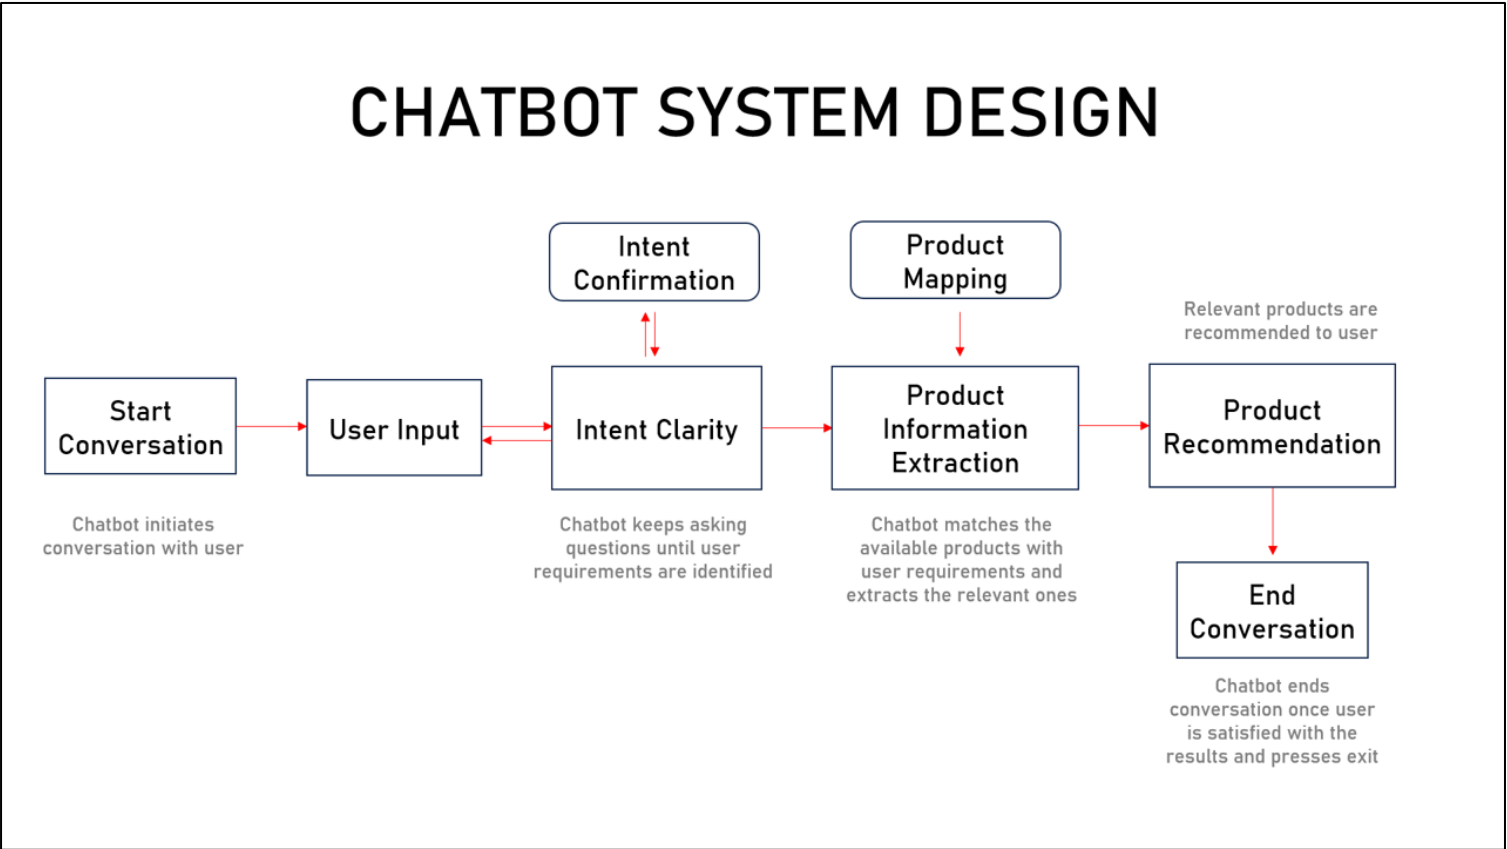 CHATBOT SYSTEM DESIGN
Intent
Confirmation
Product
Mapping
Relevant products are
recommended to user
Start
Conversation
User Input
Intent Clarity
Product
Information
Extraction
Product
Recommendation
Chatbot initiates
conversation with user
Chatbot keeps asking
questions until user
requirements are identified
Chatbot matches the
available products with
user requirements and
extracts the relevant ones
End
Conversation
Chatbot ends
conversation once user
is satisfied with the
results and presses exit